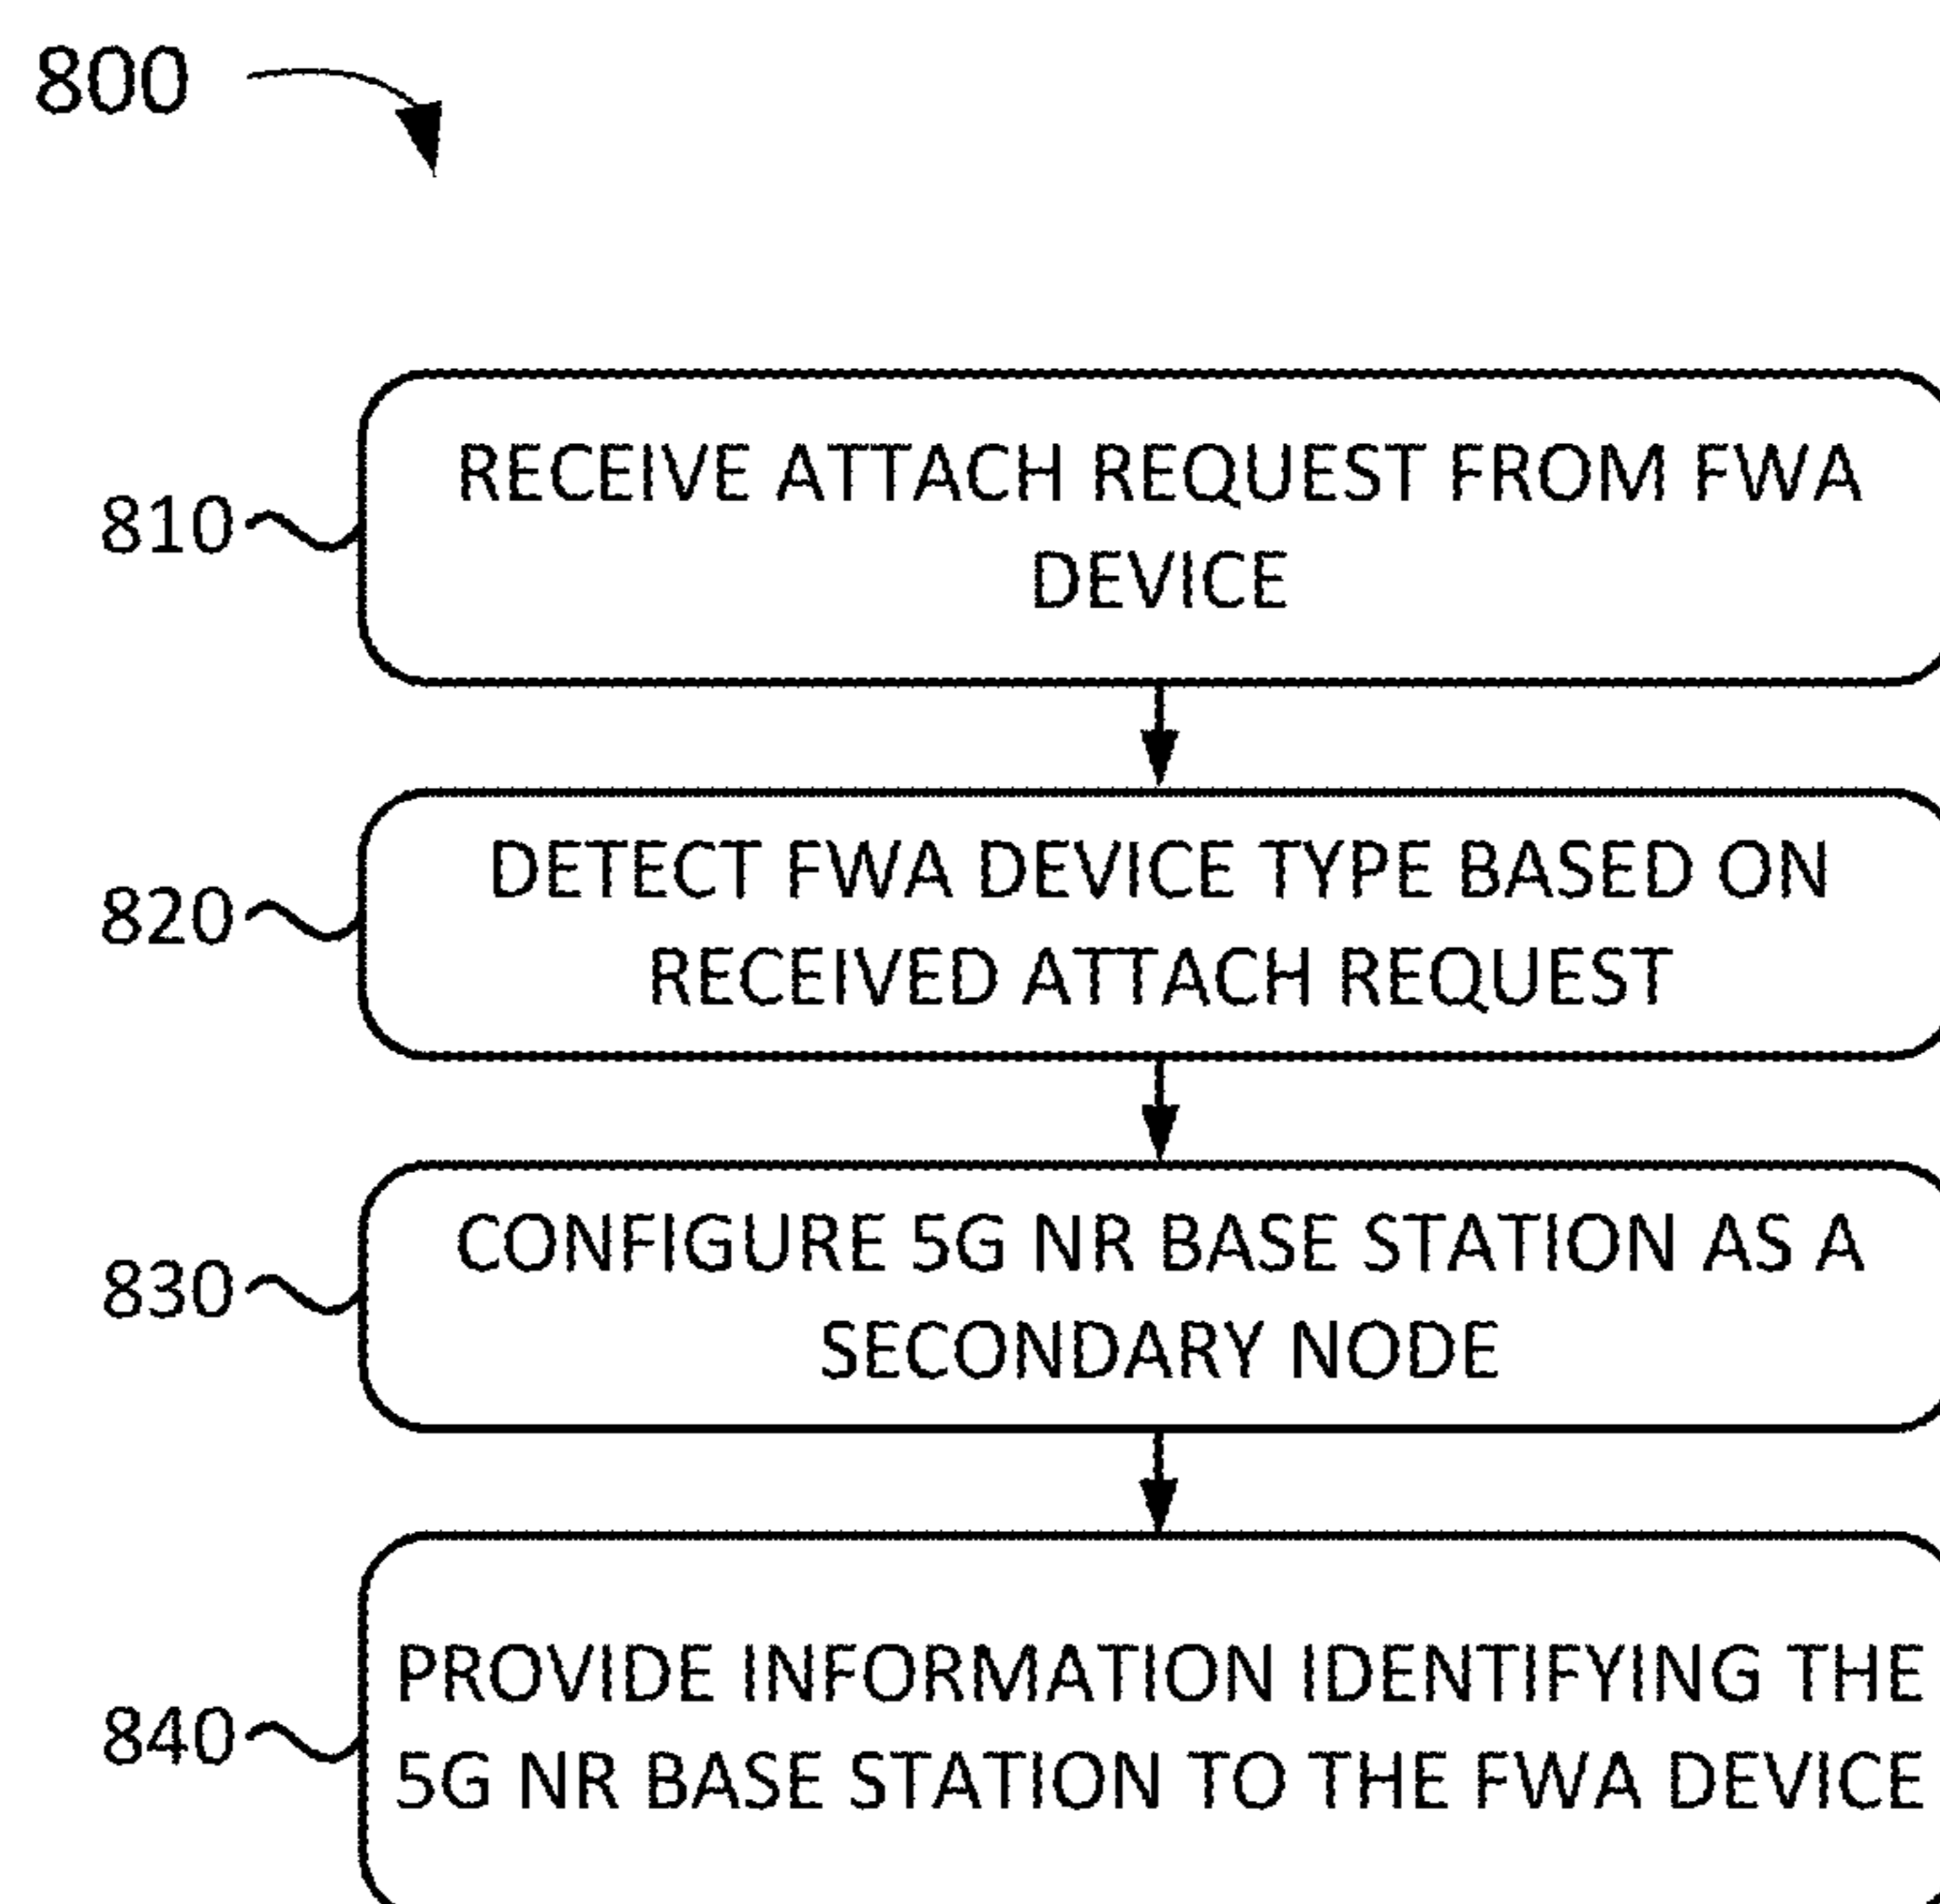 800
810
RECEIVE ATTACH REQUEST FROM FWA
DEVICE
820
DETECT FWA DEVICE TYPE BASED ON
RECEIVED ATTACH REQUEST
830
CONFIGURE 5G NR BASE STATION AS A
SECONDARY NODE
840
PROVIDE INFORMATION IDENTIFYING THE
5G NR BASE STATION TO THE FWA DEVICE